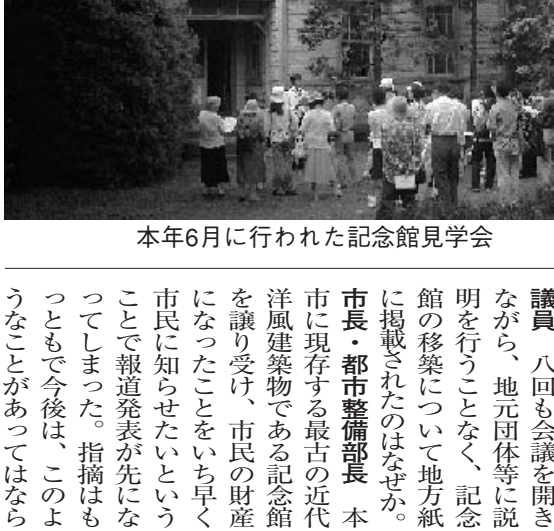 本年6月に行われた記念館見学会
議員　八回も会議を開き
ながら、地元団体等に説
明を行うことなく、記念
館の移築について地方紙
に掲載されたのはなぜか。
市長・都市整備部長　本
市に現存する最古の近代
洋風建築物である記念館
を譲り受け、市民の財産
になったことをいち早く
市民に知らせたいという
ことで報道発表が先にな
ってしまった。指摘はも
っともで今後は、このよ
うなことがあってはなら